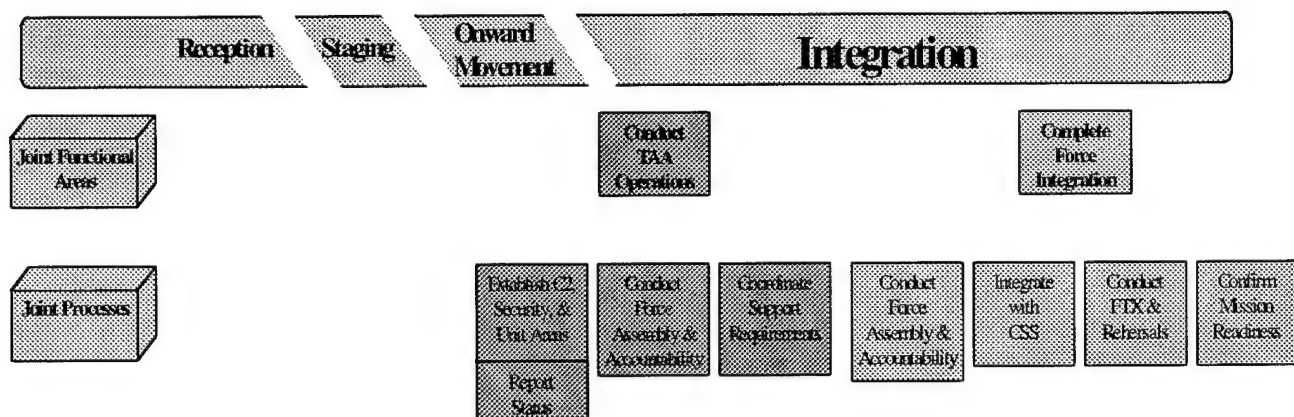 Reception
Staging
Onward
Movement
Integration
Joint Functional
Areas
Conduct
TAA
Operations
Complete
Force
Integration
Joint Processes
Establish C2,
Security, &
Unit Areas
Report
Status
Conduct
Force
Assembly &
Accountability
Coordinate
Support
Requirements
Conduct
Force
Assembly &
Accountability
Integrate
with
CSS
Conduct
FTX &
Rehersals
Confirm
Mission
Readiness